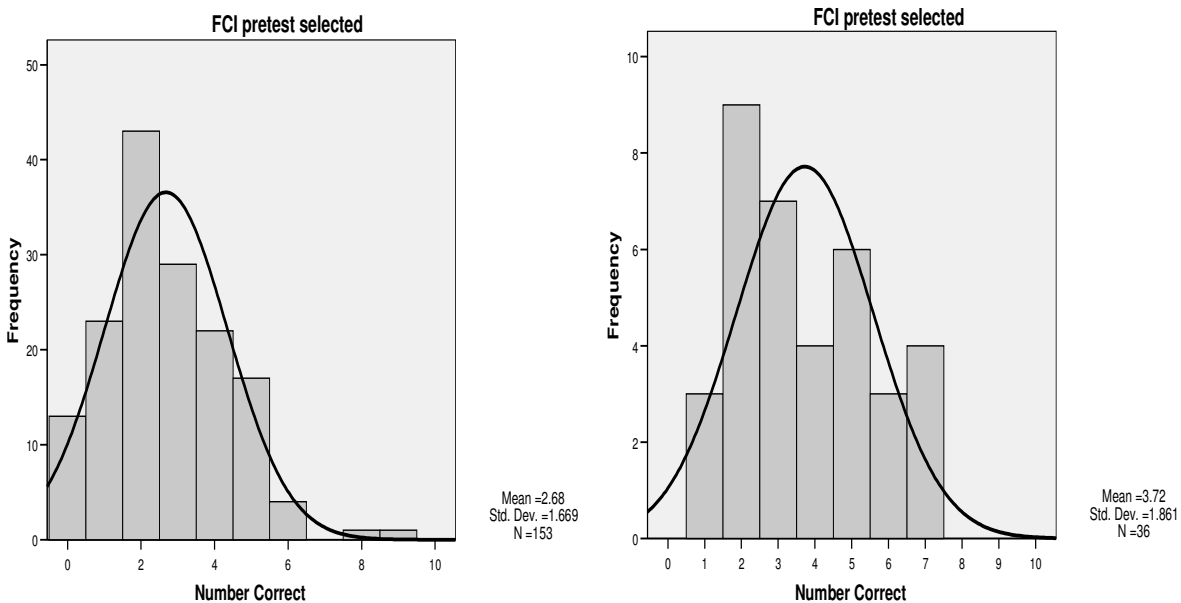 FCI pretest selected
50
40
30
20
10
0
Frequency
0 2 4 6 8 10
Number Correct
Mean =2.68
Std. Dev. =1.669
N =153
FCI pretest selected
10
8
6
4
2
0
Frequency
0 1 2 3 4 5 6 7 8 9 10
Number Correct
Mean =3.72
Std. Dev. =1.861
N =36